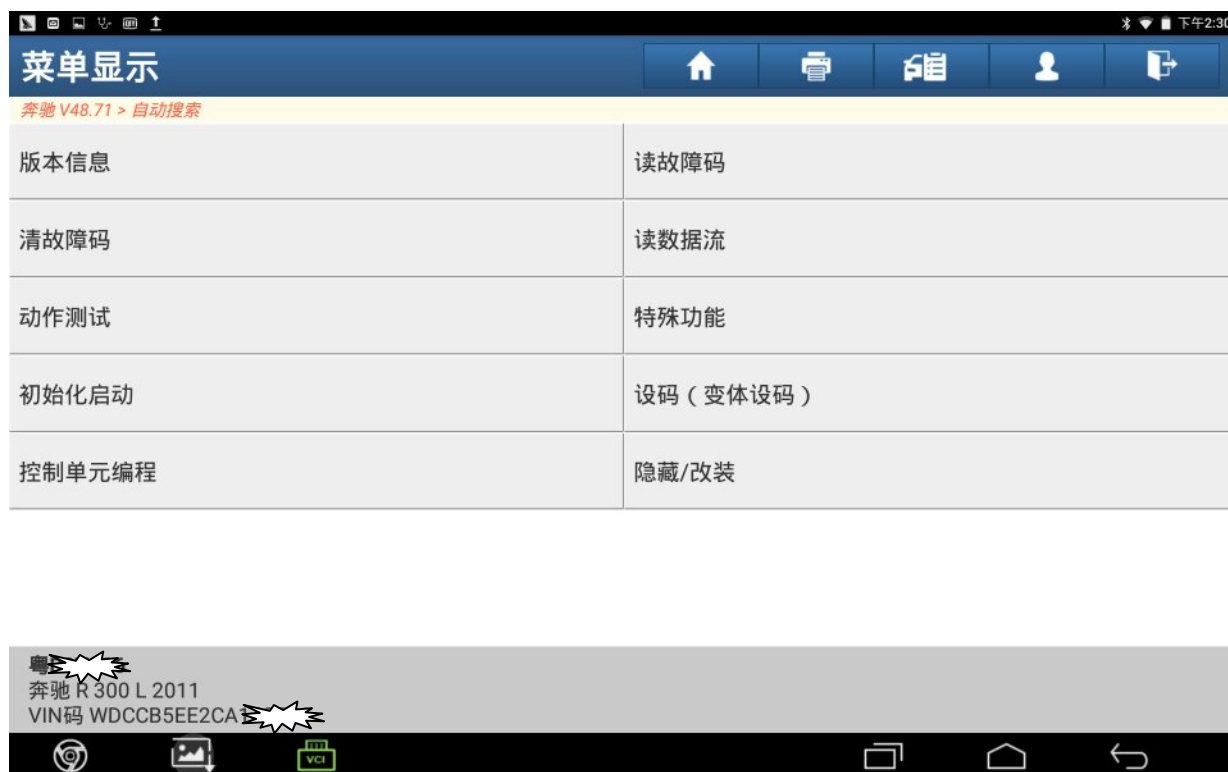 下午2:30
菜单显示
奔驰 V48.71 > 自动搜索
版本信息
读故障码
清故障码
读数据流
动作测试
特殊功能
初始化启动
设码（变体设码）
控制单元编程
隐藏/改装
粤
奔驰 R 300 L 2011
VIN码 WDCCB5EE2CA1
VCI